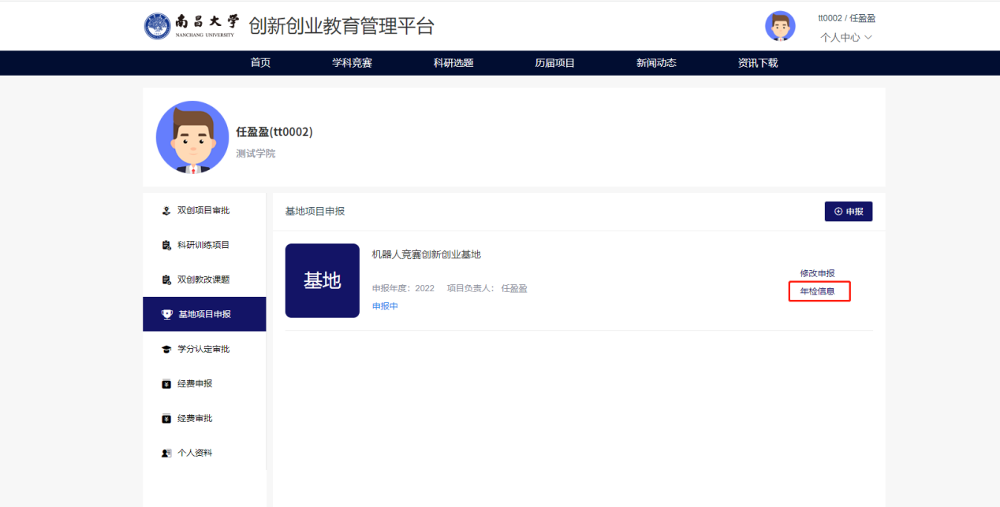 南昌大学
NANCHANG UNIVERSITY
创新创业教育管理平台
tt0002 / 任盈盈
个人中心
首页 学科竞赛 科研选题 历届项目 新闻动态 资讯下载
任盈盈(tt0002)
测试学院
双创项目审批
科研训练项目
双创教改课题
基地项目申报
学分认定审批
经费申报
经费审批
个人资料
基地项目申报
申报
基地
机器人竞赛创新创业基地
申报年度：2022 项目负责人： 任盈盈
申报中
修改申报
年检信息